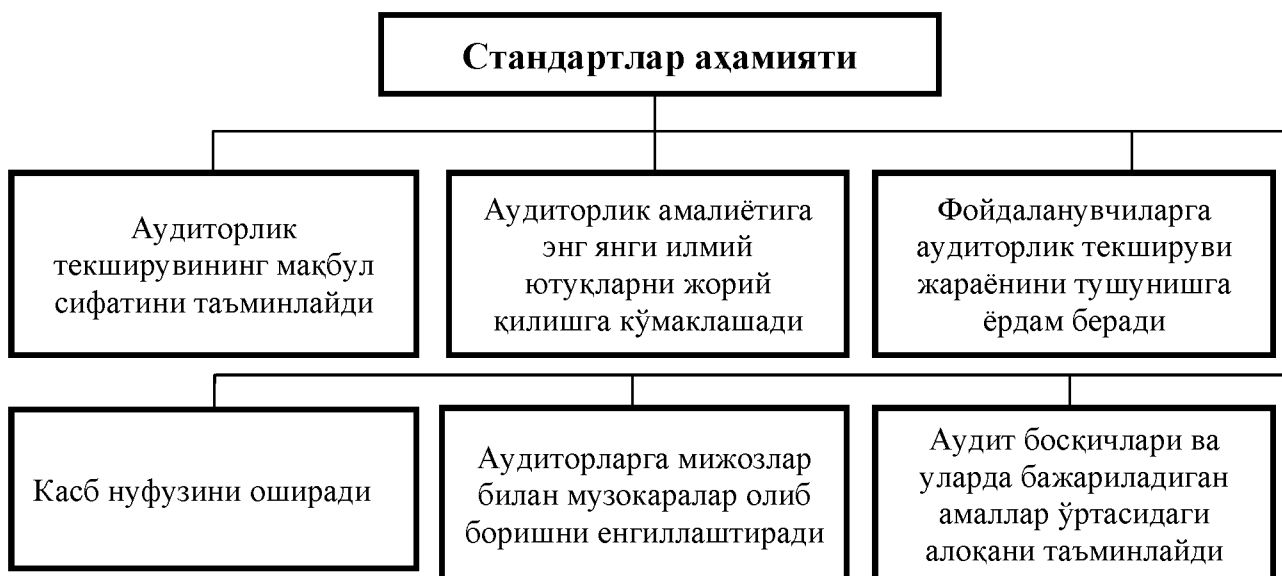 Стандартлар аҳамияти
Аудиторлик
текширувининг мақбул
сифатини таъминлайди
Аудиторлик амалиётига
энг янги илмий
ютуқларни жорий
қилишга кўмаклашади
Фойдаланувчиларга
аудиторлик текшируви
жараёнини тушунишга
ёрдам беради
Касб нуфузини оширади
Аудиторларга мижозлар
билан музокаралар олиб
боришни енгиллаштиради
Аудит босқичлари ва
уларда бажариладиган
амаллар ўртасидаги
алоқани таъминлайди